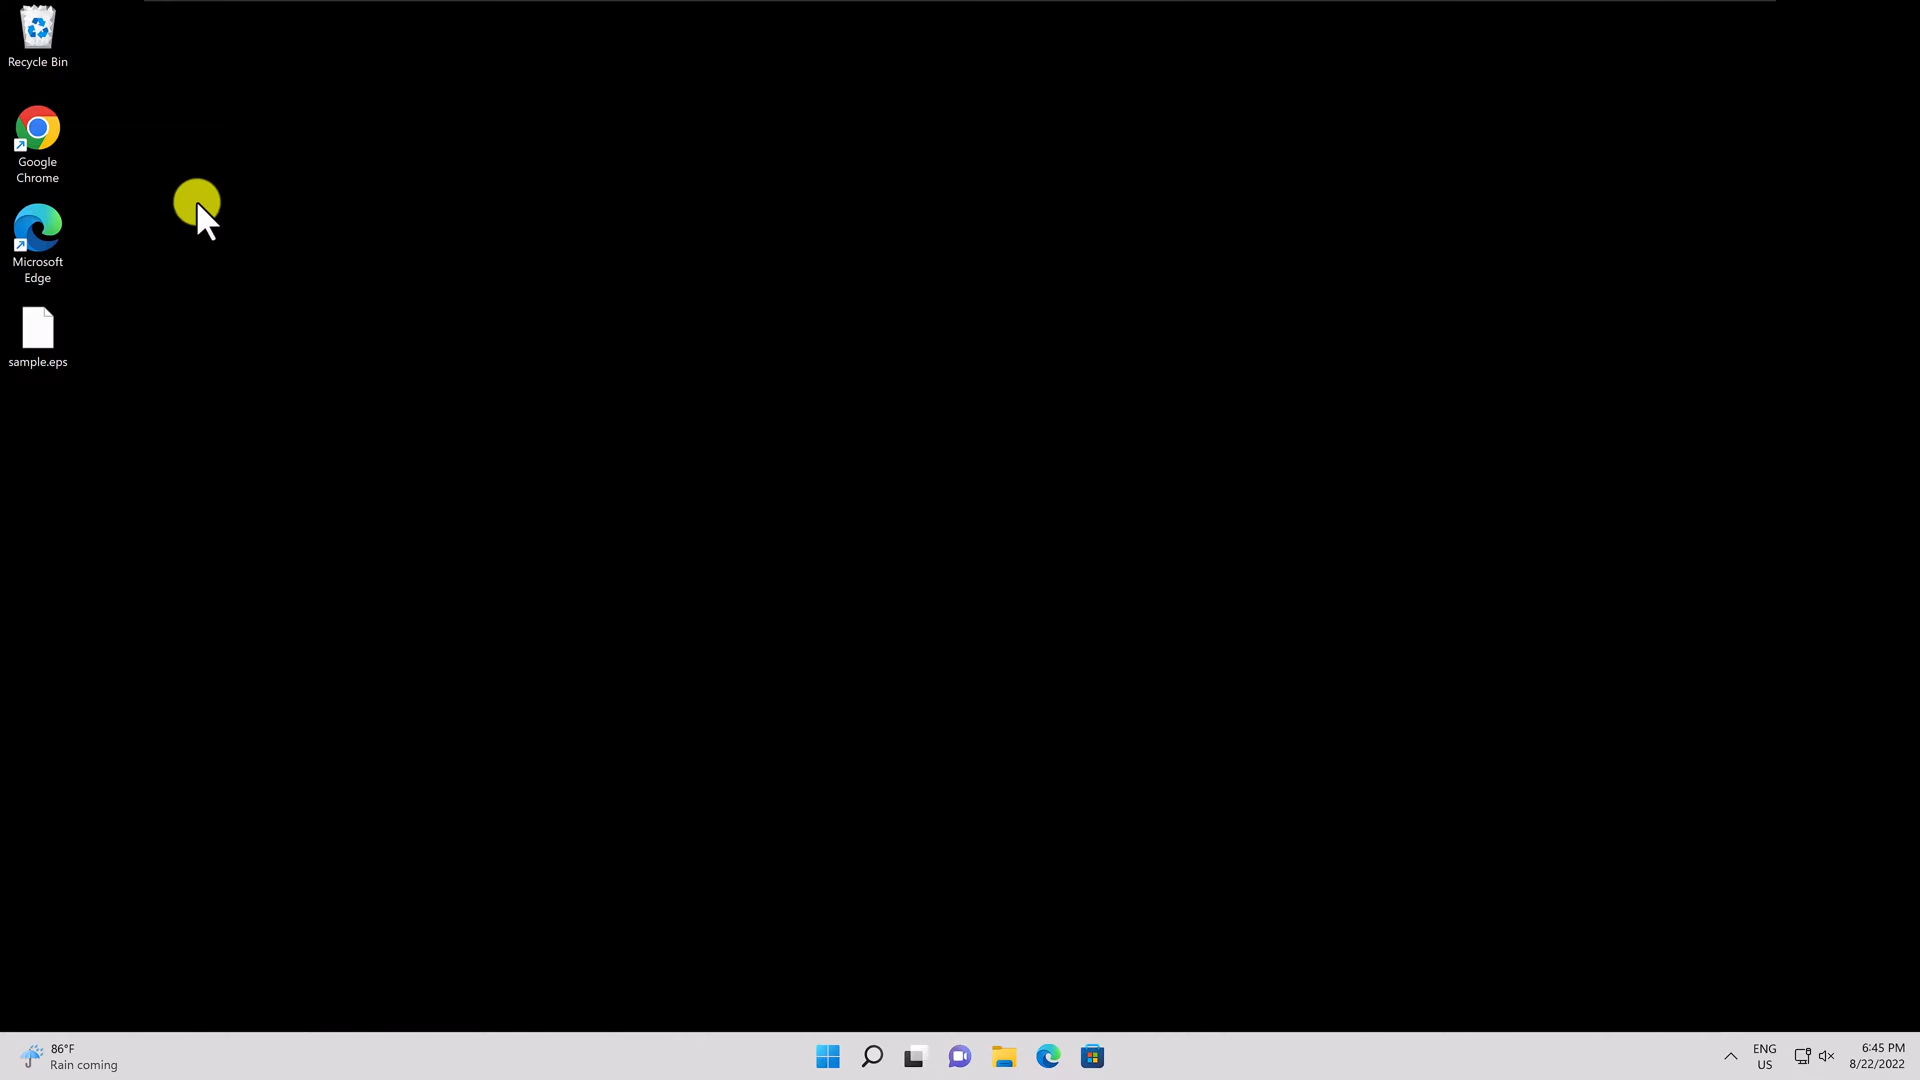 Recycle Bin
Google
Chrome
Microsoft
Edge
sample.eps
86°F
Rain coming
ENG
US
6:45 PM
8/22/2022